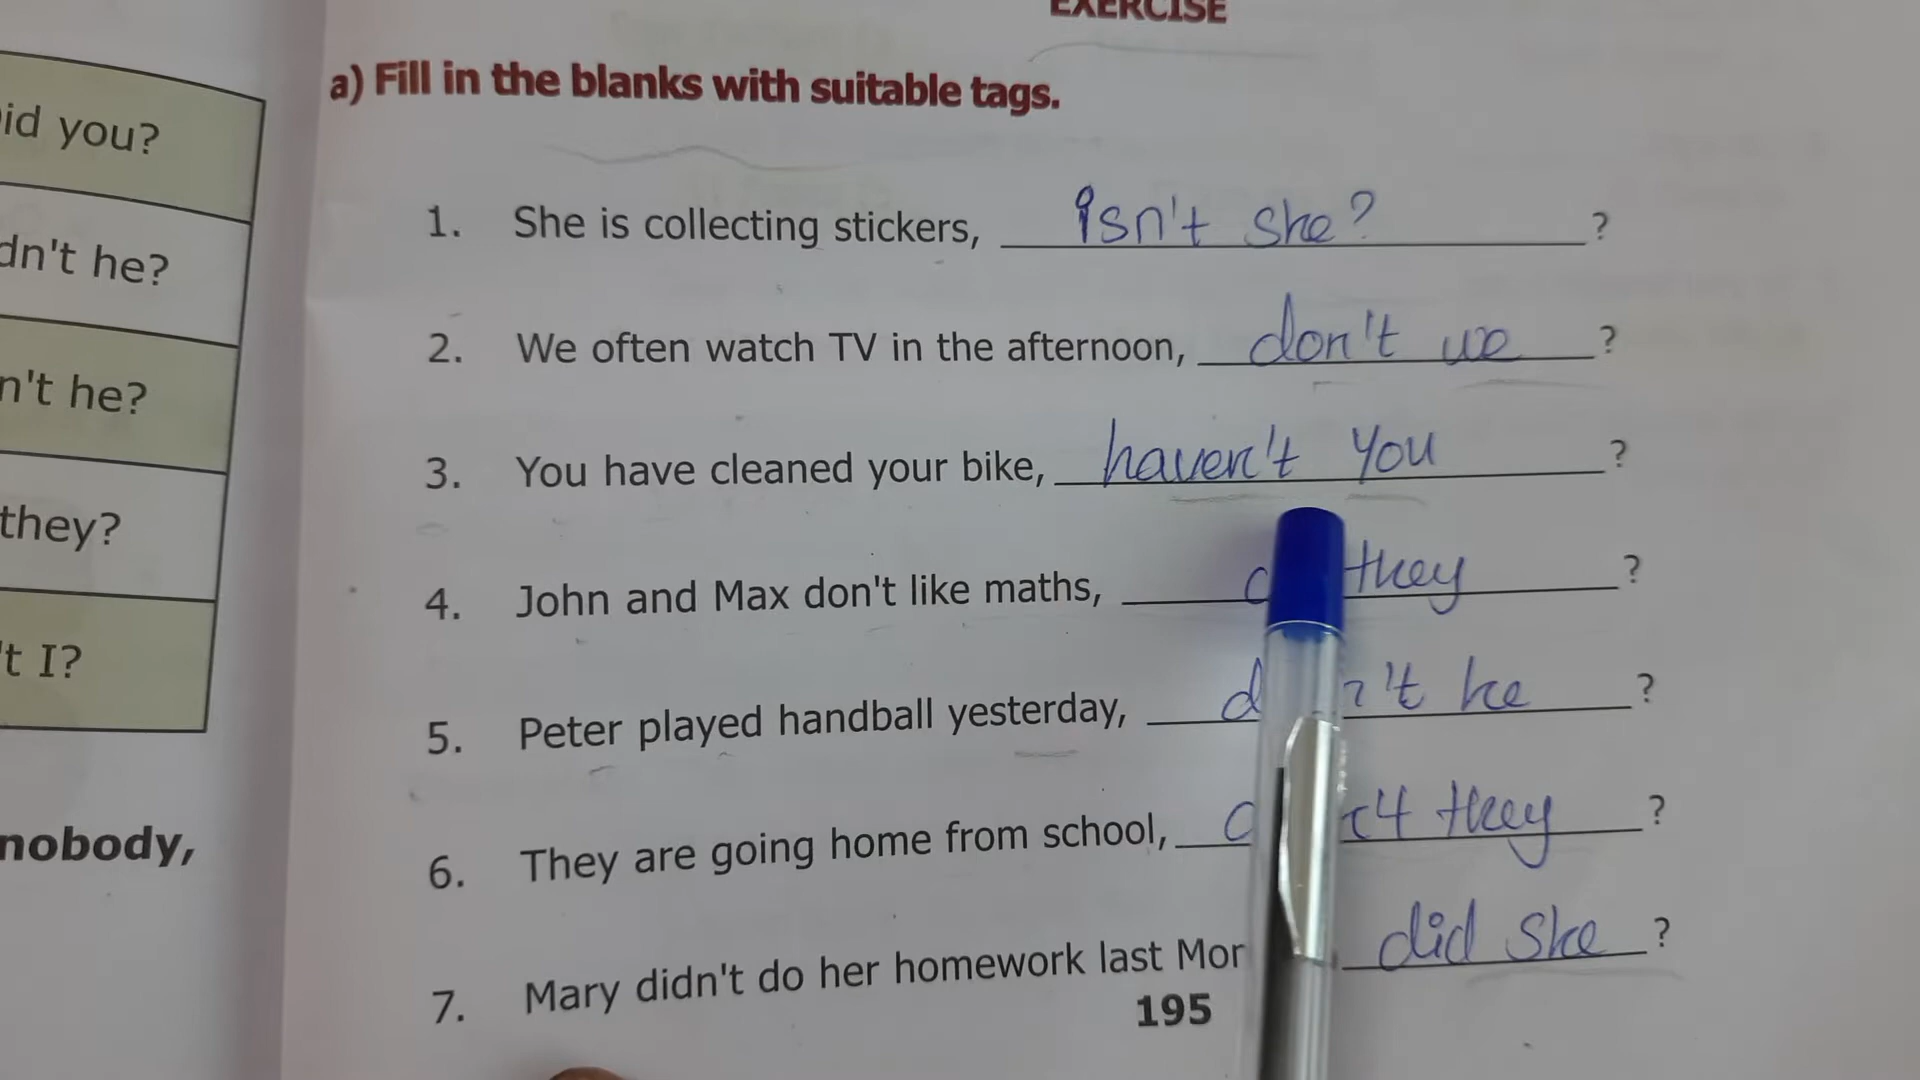 EXERCISE
a) Fill in the blanks with suitable tags.
1. She is collecting stickers, isn't she? ?
2. We often watch TV in the afternoon, don't we ?
3. You have cleaned your bike, haven't you ?
4. John and Max don't like maths, they ?
5. Peter played handball yesterday, he ?
6. They are going home from school, they ?
7. Mary didn't do her homework last did she ?
195
id you?
dn't he?
n't he?
they?
't I?
nobody,